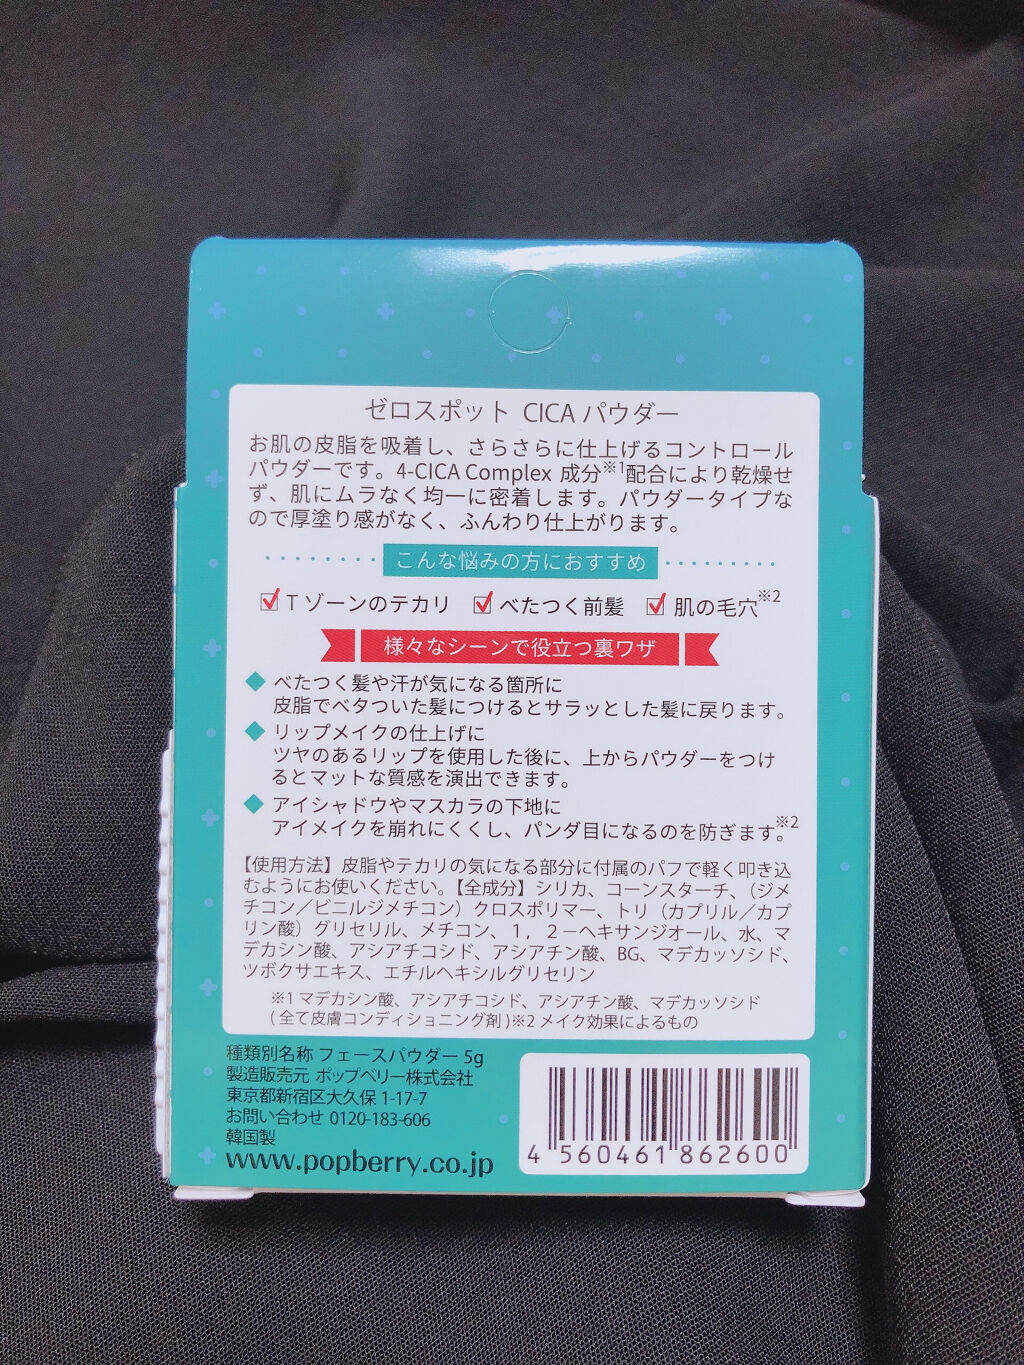 ゼロスポット CICA パウダー
お肌の皮脂を吸着し、さらさらに仕上げるコントロール
パウダーです。4-CICA Complex 成分※1配合により乾燥せ
ず、肌にムラなく均一に密着します。パウダータイプな
ので厚塗り感がなく、ふんわり仕上がります。
こんな悩みの方におすすめ
T ゾーンのテカリ べたつく前髪 肌の毛穴※2
様々なシーンで役立つ裏ワザ
べたつく髪や汗が気になる箇所に
皮脂でベタついた髪につけるとサラッとした髪に戻ります。
リップメイクの仕上げに
ツヤのあるリップを使用した後に、上からパウダーをつけ
るとマットな質感を演出できます。
アイシャドウやマスカラの下地に
アイメイクを崩れにくくし、パンダ目になるのを防ぎます。※2
【使用方法】皮脂やテカリの気になる部分に付属のパフで軽く叩き込
むようにお使いください。【全成分】シリカ、コーンスターチ、（ジメ
チコン／ビニルジメチコン）クロスポリマー、トリ（カプリル／カプ
リン酸）グリセリル、メチコン、１，２－ヘキサンジオール、水、マ
デカシン酸、アシアチコシド、アシアチン酸、BG、マデカッソシド、
ツボクサエキス、エチルヘキシルグリセリン
※1 マデカシン酸、アシアチコシド、アシアチン酸、マデカッソシド
(全て皮膚コンディショニング剤)※2 メイク効果によるもの
種類別名称 フェースパウダー 5g
製造販売元 ポップベリー株式会社
東京都新宿区大久保 1-17-7
お問い合わせ 0120-183-606
韓国製
www.popberry.co.jp
4 560461 862600